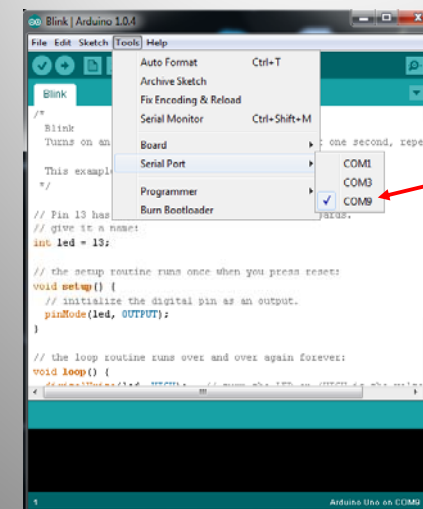 Blink | Arduino 1.0.4
File Edit Sketch Tools Help
Auto Format Ctrl+T
Archive Sketch
Fix Encoding & Reload
Serial Monitor Ctrl+Shift+M
Board
Serial Port
Programmer
Burn Bootloader
COM1
COM3
COM9
Blink
/*
Blink
Turns on an one second, repe
This exampl
*/
// Pin 13 has
// give it a name:
int led = 13;
// the setup routine runs once when you press reset:
void setup() {
// initialize the digital pin as an output.
pinMode(led, OUTPUT);
}
// the loop routine runs over and over again forever:
void loop() {
1
Arduino Uno on COM9